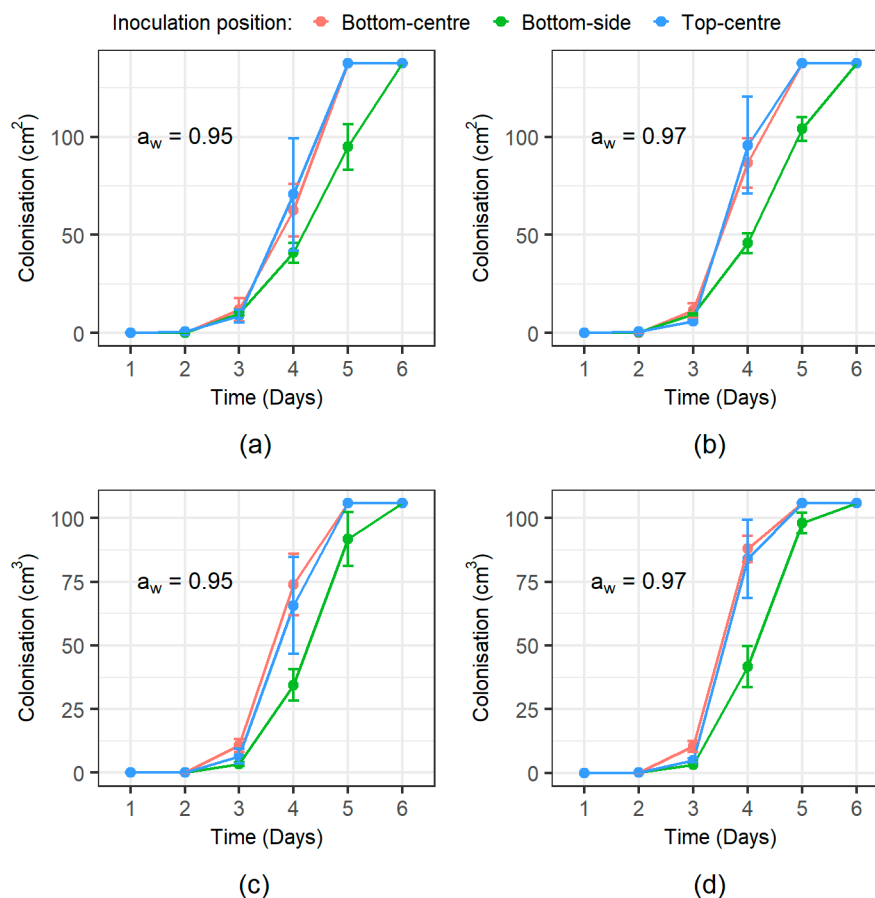 Inoculation position: Bottom-centre Bottom-side Top-centre
Colonisation (cm²)
100
50
0
a_w = 0.95
1 2 3 4 5 6
Time (Days)
(a)
Colonisation (cm²)
100
50
0
a_w = 0.97
1 2 3 4 5 6
Time (Days)
(b)
Colonisation (cm³)
100
75
50
25
0
a_w = 0.95
1 2 3 4 5 6
Time (Days)
(c)
Colonisation (cm³)
100
75
50
25
0
a_w = 0.97
1 2 3 4 5 6
Time (Days)
(d)